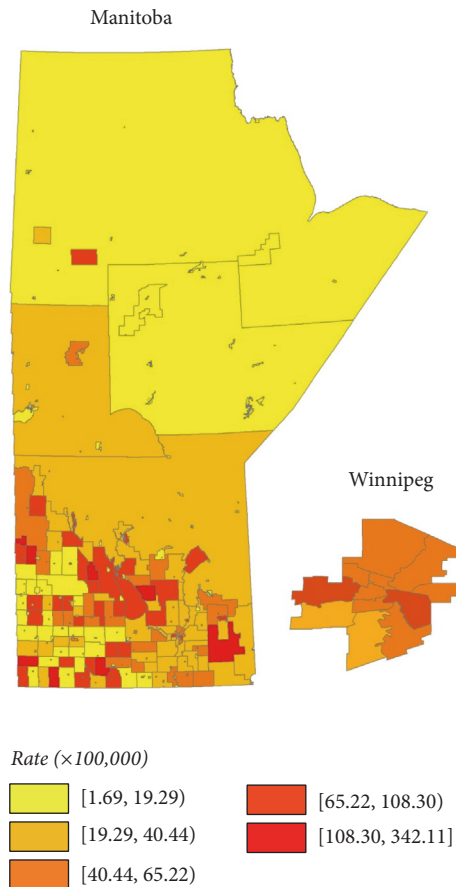 Manitoba
Winnipeg
Rate (×100,000)
[1.69, 19.29)
[19.29, 40.44)
[40.44, 65.22)
[65.22, 108.30)
[108.30, 342.11]